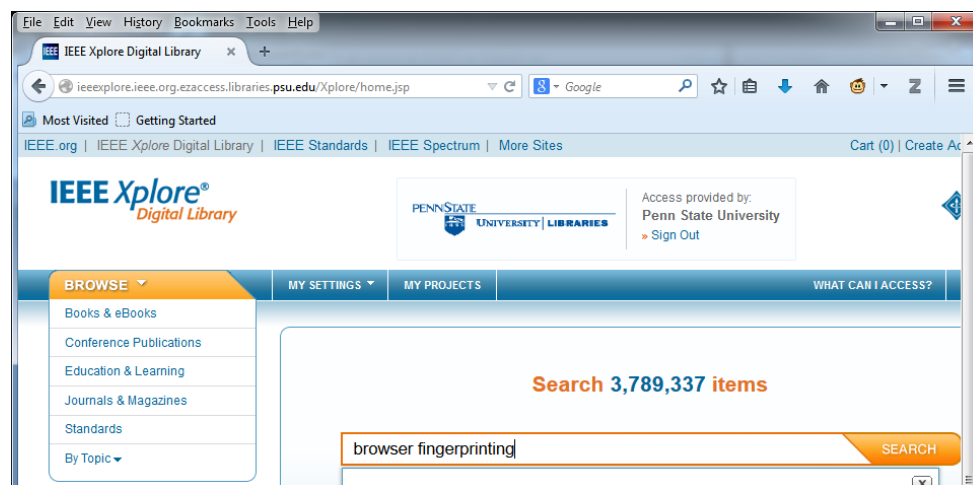 File Edit View History Bookmarks Tools Help
IEEE IEEE Xplore Digital Library × +
ieeexplore.ieee.org.ezaccess.libraries.psu.edu/Xplore/home.jsp 8 Google
Most Visited Getting Started
IEEE.org | IEEE Xplore Digital Library | IEEE Standards | IEEE Spectrum | More Sites Cart (0) | Create Ac
IEEE Xplore®
Digital Library
PENNSTATE
UNIVERSITY LIBRARIES
Access provided by:
Penn State University
» Sign Out
BROWSE MY SETTINGS MY PROJECTS WHAT CAN I ACCESS?
Books & eBooks
Conference Publications
Education & Learning
Journals & Magazines
Standards
By Topic
Search 3,789,337 items
browser fingerprinting SEARCH
X